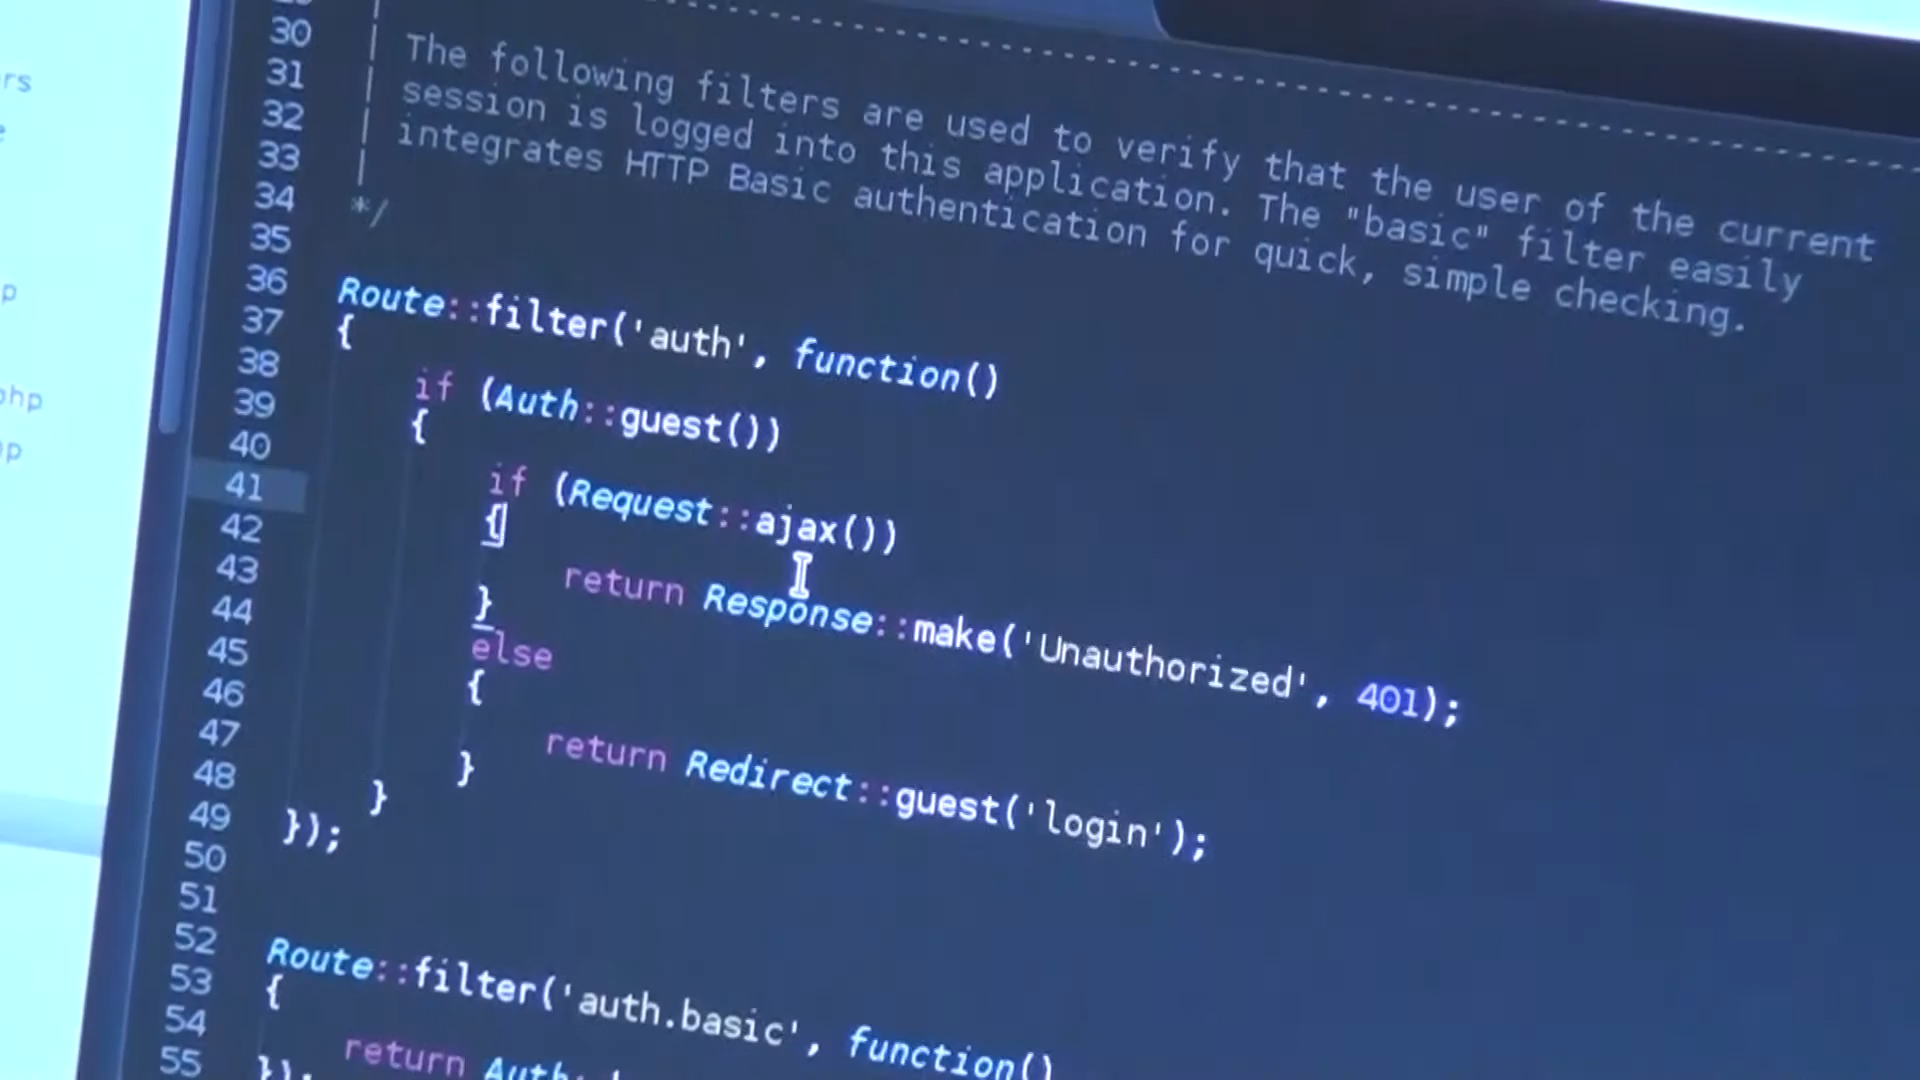 rs
e
p
php
np
30
31
32
33
34
35
36
37
38
39
40
41
42
43
44
45
46
47
48
49
50
51
52
53
54
55
| The following filters are used to verify that the user of the current
| session is logged into this application. The "basic" filter easily
| integrates HTTP Basic authentication for quick, simple checking.
|
*/
Route::filter('auth', function()
{
if (Auth::guest())
{
if (Request::ajax())
{
return Response::make('Unauthorized', 401);
}
else
{
return Redirect::guest('login');
}
}
});
Route::filter('auth.basic', function()
{
return Auth::
});